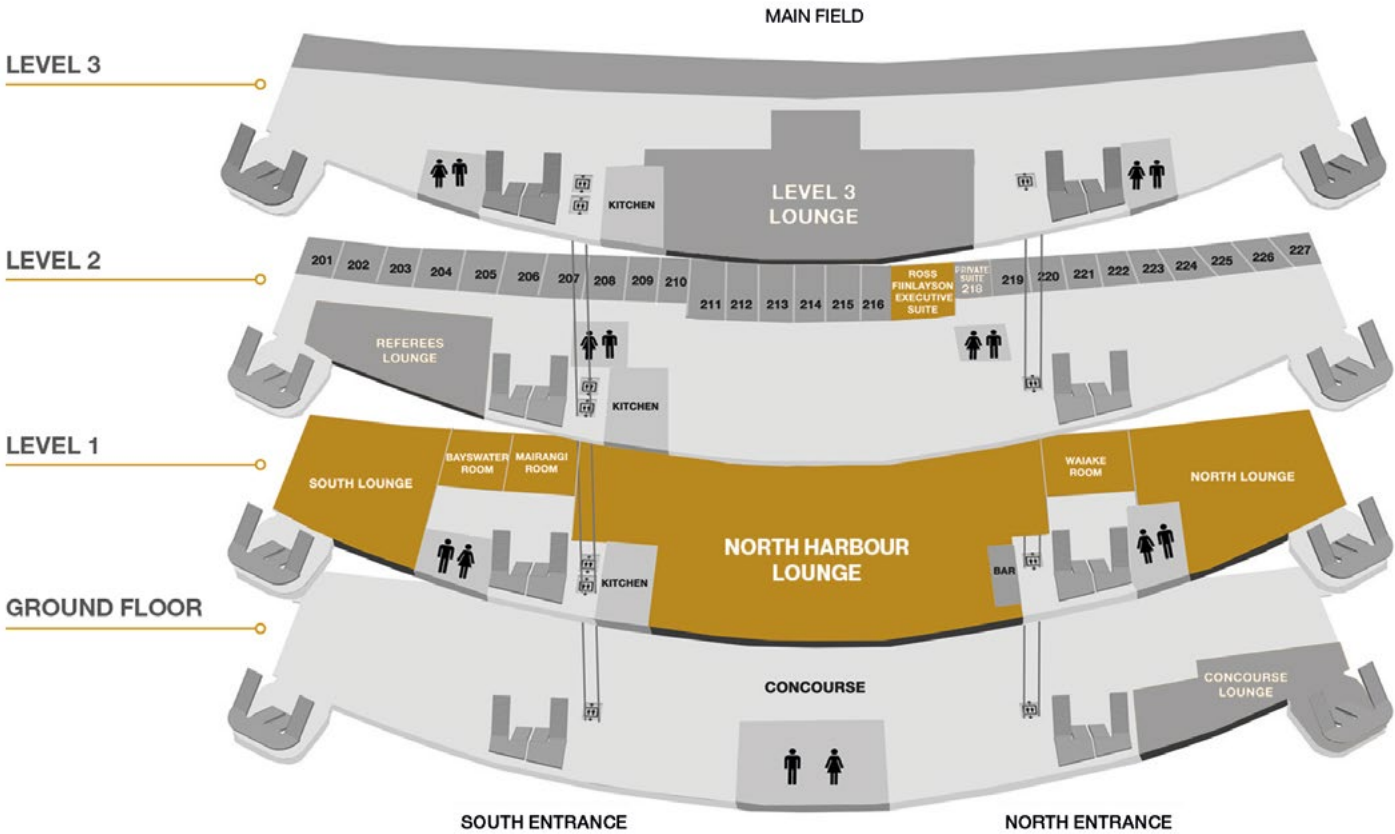 MAIN FIELD
LEVEL 3
KITCHEN
LEVEL 3
LOUNGE
LEVEL 2
201 202 203 204 205 206 207 208 209 210 211 212 213 214 215 216
ROSS
FIINLAYSON
EXECUTIVE
SUITE
PRIVATE
SUITE
218
219 220 221 222 223 224 225 226 227
REFEREES
LOUNGE
KITCHEN
LEVEL 1
SOUTH LOUNGE
BAYSWATER
ROOM
MAIRANGI
ROOM
WAIAKE
ROOM
NORTH LOUNGE
NORTH HARBOUR
LOUNGE
KITCHEN
BAR
GROUND FLOOR
CONCOURSE
CONCOURSE
LOUNGE
SOUTH ENTRANCE
NORTH ENTRANCE